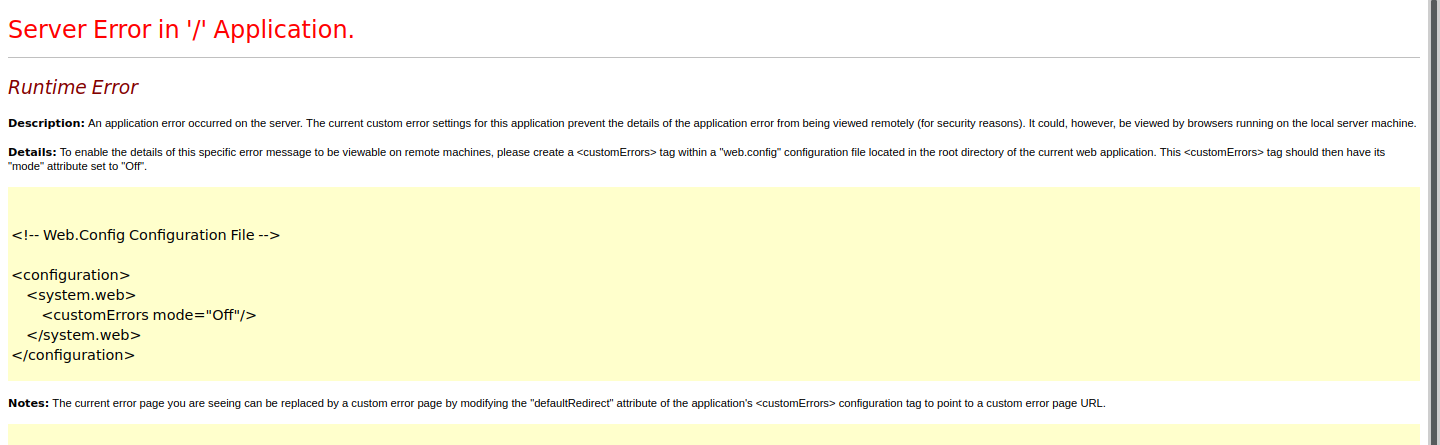 Server Error in '/' Application.
Runtime Error
Description: An application error occurred on the server. The current custom error settings for this application prevent the details of the application error from being viewed remotely (for security reasons). It could, however, be viewed by browsers running on the local server machine.
Details: To enable the details of this specific error message to be viewable on remote machines, please create a <customErrors> tag within a "web.config" configuration file located in the root directory of the current web application. This <customErrors> tag should then have its
"mode" attribute set to "Off".
<!-- Web.Config Configuration File -->
<configuration>
    <system.web>
        <customErrors mode="Off"/>
    </system.web>
</configuration>
Notes: The current error page you are seeing can be replaced by a custom error page by modifying the "defaultRedirect" attribute of the application's <customErrors> configuration tag to point to a custom error page URL.